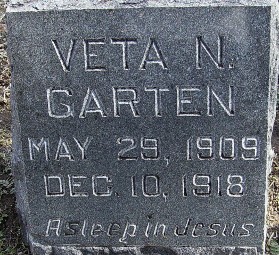 VETA N.
GARTEN
MAY 29, 1909
DEC. 10, 1918
Asleep in Jesus